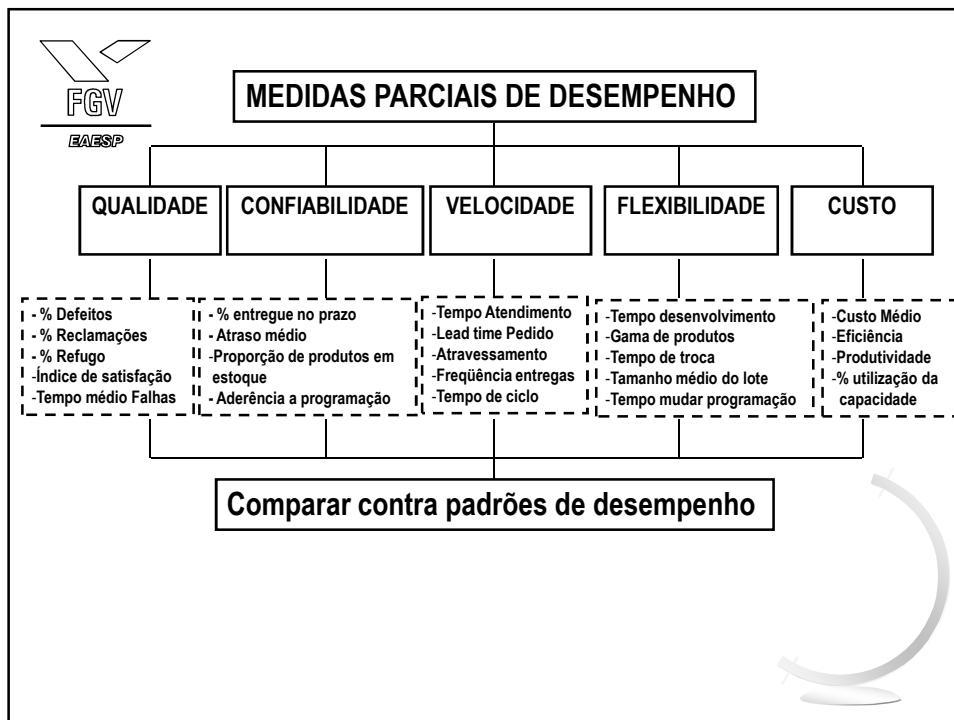 FGV
EAESP
MEDIDAS PARCIAIS DE DESEMPENHO
QUALIDADE
CONFIABILIDADE
VELOCIDADE
FLEXIBILIDADE
CUSTO
- % Defeitos
- % Reclamações
- % Refugo
-Índice de satisfação
-Tempo médio Falhas
- % entregue no prazo
- Atraso médio
-Proporção de produtos em
estoque
- Aderência a programação
-Tempo Atendimento
-Lead time Pedido
-Atravessamento
-Freqüência entregas
-Tempo de ciclo
-Tempo desenvolvimento
-Gama de produtos
-Tempo de troca
-Tamanho médio do lote
-Tempo mudar programação
-Custo Médio
-Eficiência
-Produtividade
-% utilização da
capacidade
Comparar contra padrões de desempenho